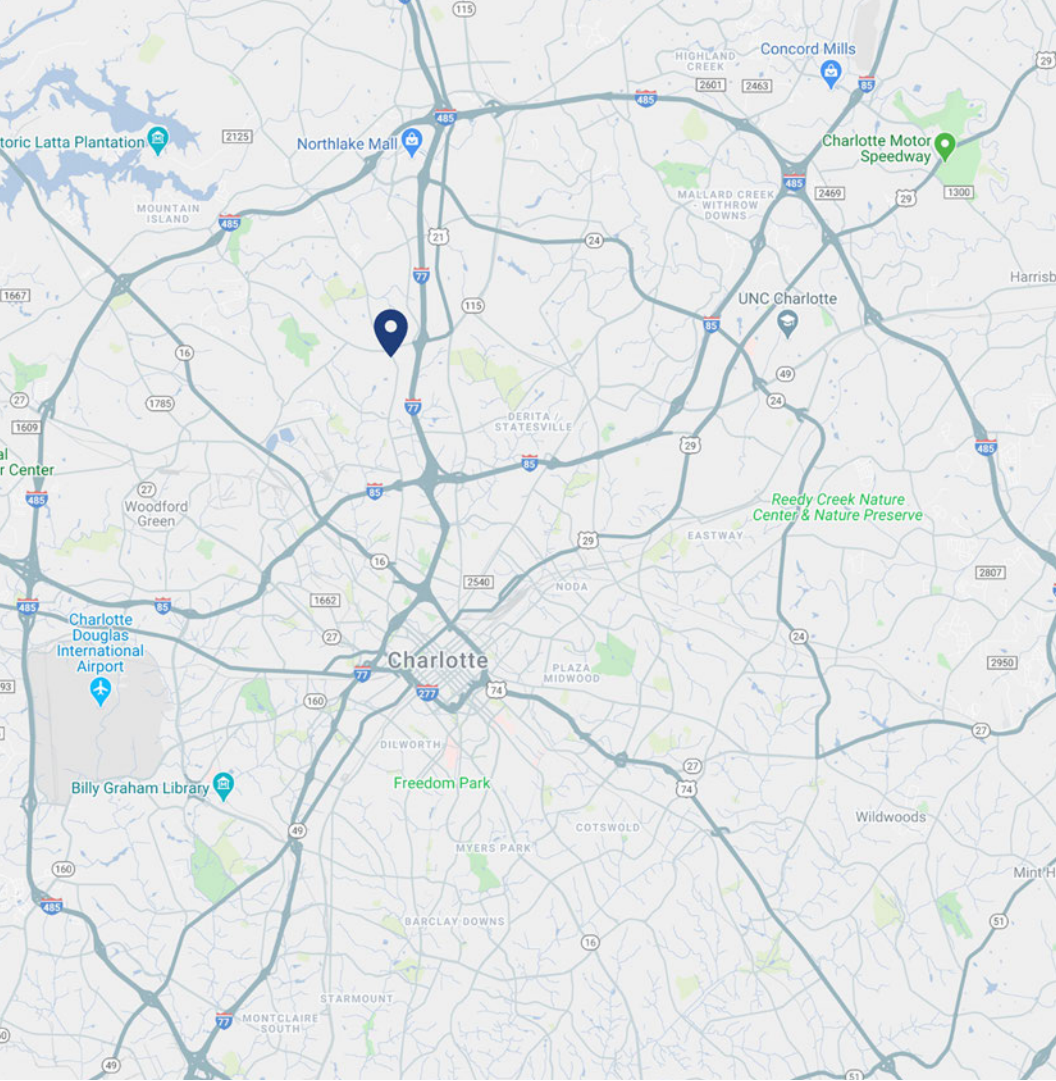 115
HIGHLAND
CREEK
Concord Mills
29
2601
2463
85
485
485
2125
toric Latta Plantation
Northlake Mall
Charlotte Motor
Speedway
485
2469
1300
29
MALLARD CREEK
- WITHROW
DOWNS
MOUNTAIN
ISLAND
485
21
24
77
Harrisb
1667
115
UNC Charlotte
85
16
49
27
1785
77
24
1609
DERITA /
STATESVILLE
29
485
al
r Center
85
85
27
485
Woodford
Green
Reedy Creek Nature
Center & Nature Preserve
29
EASTWAY
16
2540
NODA
2807
1662
485
85
Charlotte
Douglas
International
Airport
27
24
Charlotte
2950
77
PLAZA
MIDWOOD
93
277
74
160
27
DILWORTH
27
Billy Graham Library
Freedom Park
74
49
COTSWOLD
Wildwoods
MYERS PARK
160
Mint H
485
BARCLAY DOWNS
51
16
STARMOUNT
77
MONTCLAIRE
SOUTH
49
51